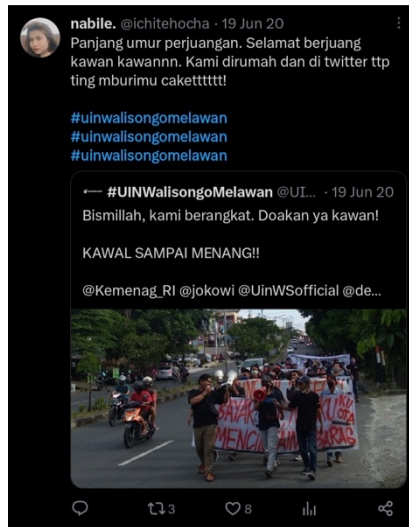 nabile. @ichitehocha · 19 Jun 20
Panjang umur perjuangan. Selamat berjuang
kawan kawannn. Kami dirumah dan di twitter ttp
ting mburimu caketttttt!
#uinwalisongomelawan
#uinwalisongomelawan
#uinwalisongomelawan
#UINWalisongoMelawan @UI... · 19 Jun 20
Bismillah, kami berangkat. Doakan ya kawan!
KAWAL SAMPAI MENANG!!
@Kemenag_RI @jokowi @UinWSofficial @de...
3
8